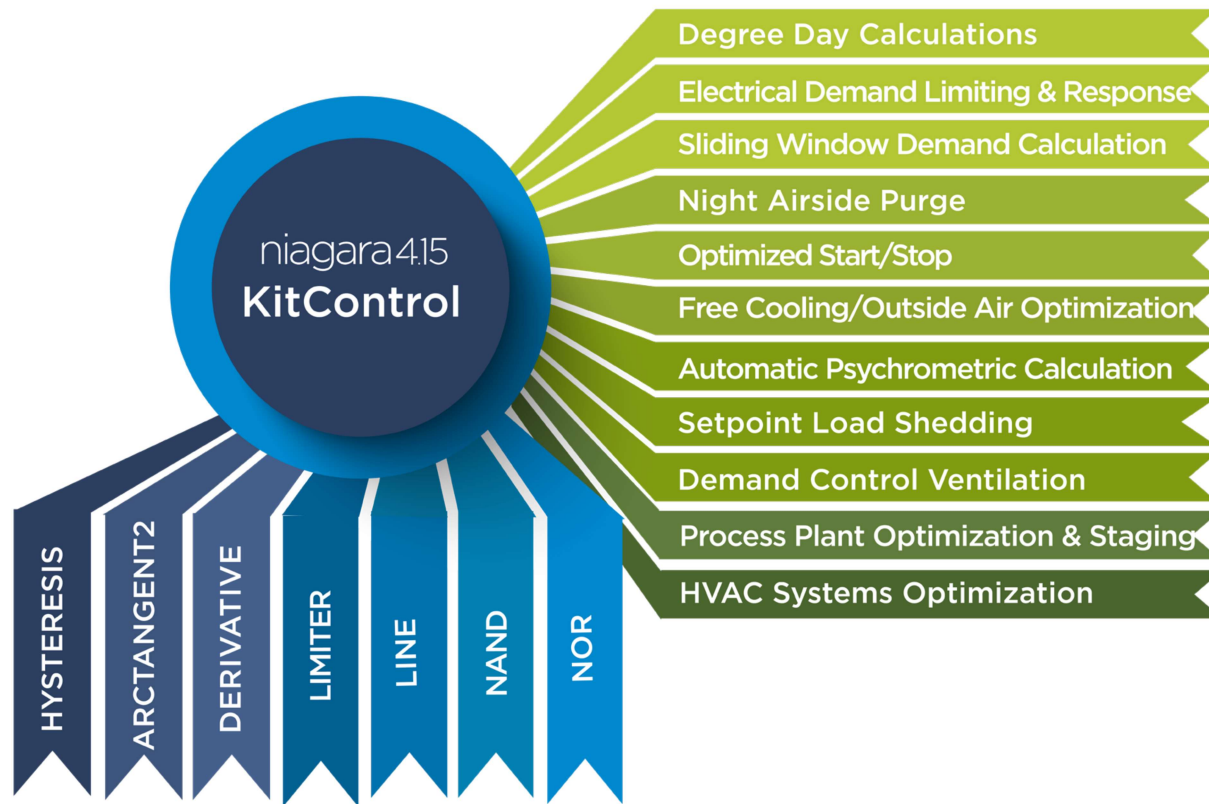 niagara 4.15
KitControl
Degree Day Calculations
Electrical Demand Limiting & Response
Sliding Window Demand Calculation
Night Airside Purge
Optimized Start/Stop
Free Cooling/Outside Air Optimization
Automatic Psychrometric Calculation
Setpoint Load Shedding
Demand Control Ventilation
Process Plant Optimization & Staging
HVAC Systems Optimization
HYSTERESIS
ARCTANGENT2
DERIVATIVE
LIMITER
LINE
NAND
NOR